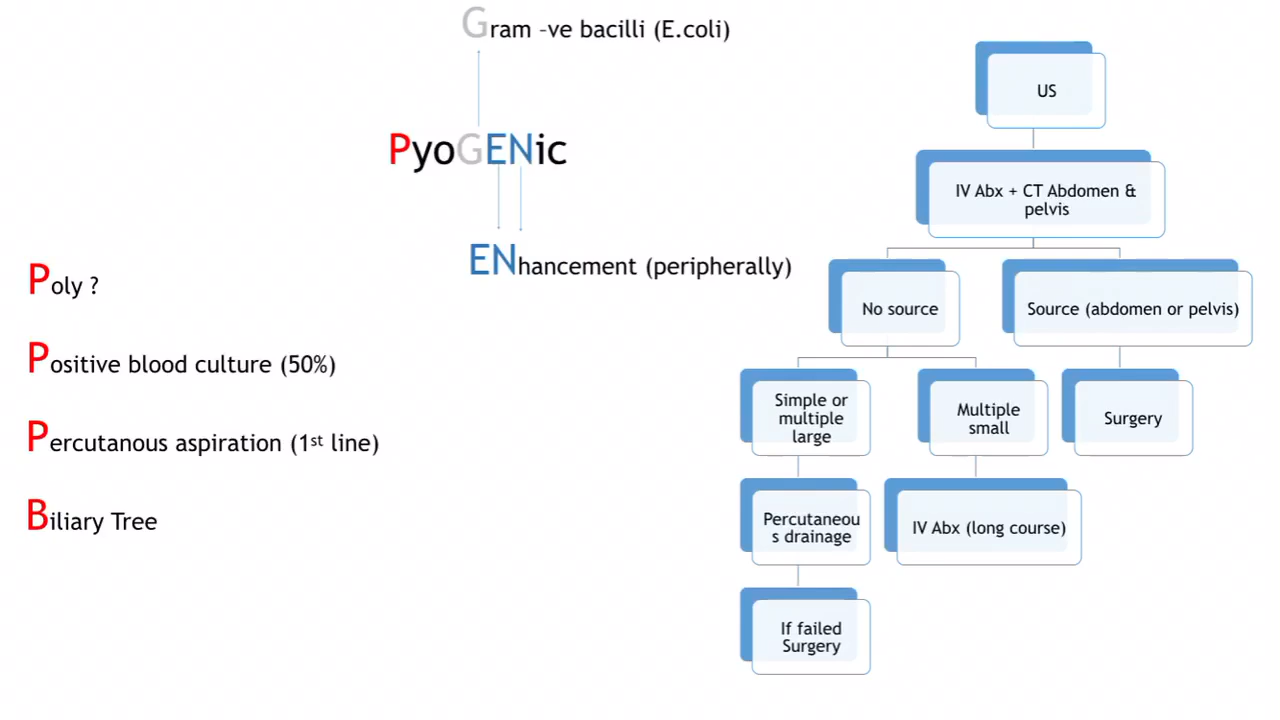 Gram –ve bacilli (E.coli)
PyoGENic
ENhancement (peripherally)
Poly ?
Positive blood culture (50%)
Percutanous aspiration (1st line)
Biliary Tree
US
IV Abx + CT Abdomen &
pelvis
No source
Source (abdomen or pelvis)
Simple or
multiple
large
Multiple
small
Surgery
Percutaneou
s drainage
IV Abx (long course)
If failed
Surgery